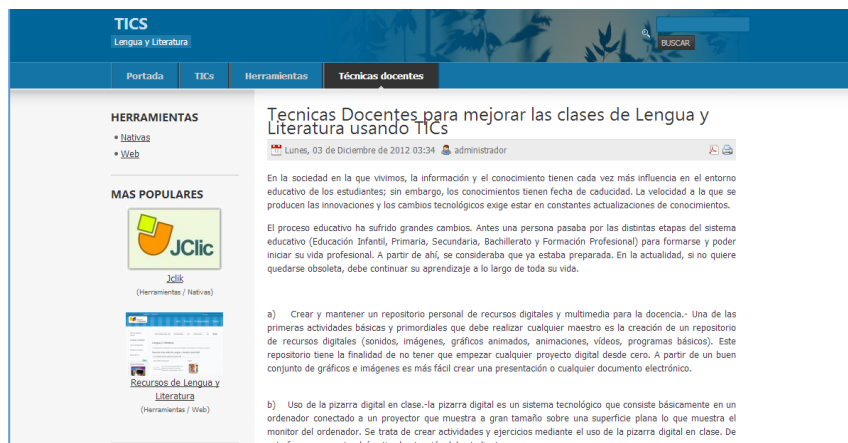 TICS
Lengua y Literatura
BUSCAR
Portada
TICs
Herramientas
Técnicas docentes
HERRAMIENTAS
Nativas
Web
MAS POPULARES
JClic
Jclik
(Herramientas / Nativas)
Recursos de Lengua y
Literatura
(Herramientas / Web)
Tecnicas Docentes para mejorar las clases de Lengua y
Literatura usando TICs
Lunes, 03 de Diciembre de 2012 03:34 administrador
En la sociedad en la que vivimos, la información y el conocimiento tienen cada vez más influencia en el entorno
educativo de los estudiantes; sin embargo, los conocimientos tienen fecha de caducidad. La velocidad a la que se
producen las innovaciones y los cambios tecnológicos exige estar en constantes actualizaciones de conocimientos.
El proceso educativo ha sufrido grandes cambios. Antes una persona pasaba por las distintas etapas del sistema
educativo (Educación Infantil, Primaria, Secundaria, Bachillerato y Formación Profesional) para formarse y poder
iniciar su vida profesional. A partir de ahí, se consideraba que ya estaba preparada. En la actualidad, si no quiere
quedarse obsoleta, debe continuar su aprendizaje a lo largo de toda su vida.
a) Crear y mantener un repositorio personal de recursos digitales y multimedia para la docencia.- Una de las
primeras actividades básicas y primordiales que debe realizar cualquier maestro es la creación de un repositorio
de recursos digitales (sonidos, imágenes, gráficos animados, animaciones, vídeos, programas básicos). Este
repositorio tiene la finalidad de no tener que empezar cualquier proyecto digital desde cero. A partir de un buen
conjunto de gráficos e imágenes es más fácil crear una presentación o cualquier documento electrónico.
b) Uso de la pizarra digital en clase.-la pizarra digital es un sistema tecnológico que consiste básicamente en un
ordenador conectado a un proyector que muestra a gran tamaño sobre una superficie plana lo que muestra el
monitor del ordenador. Se trata de crear actividades y ejercicios mediante el uso de la pizarra digital en clase. De